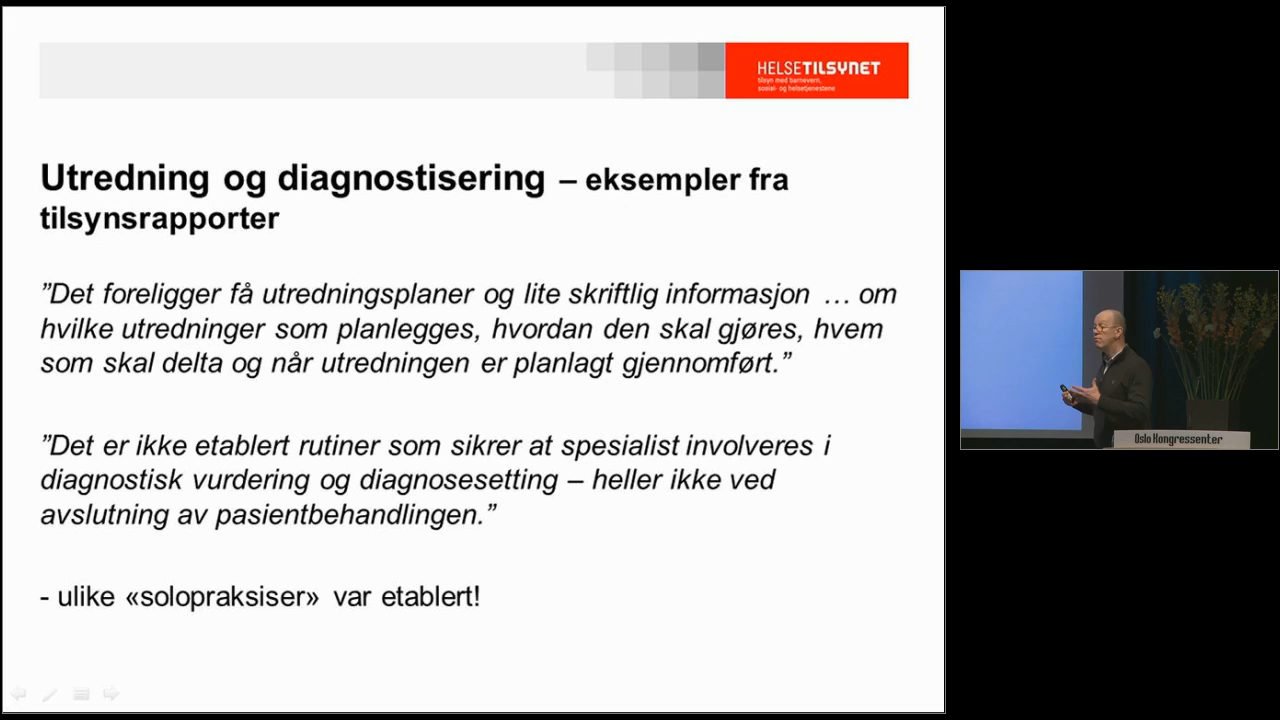 HELSETILSYNET
tilsyn med barnevern,
sosial- og helsetjenestene
Utredning og diagnostisering – eksempler fra
tilsynsrapporter
”Det foreligger få utredningsplaner og lite skriftlig informasjon … om
hvilke utredninger som planlegges, hvordan den skal gjøres, hvem
som skal delta og når utredningen er planlagt gjennomført.”
”Det er ikke etablert rutiner som sikrer at spesialist involveres i
diagnostisk vurdering og diagnosesetting – heller ikke ved
avslutning av pasientbehandlingen.”
- ulike «solopraksiser» var etablert!
Oslo Kongressenter